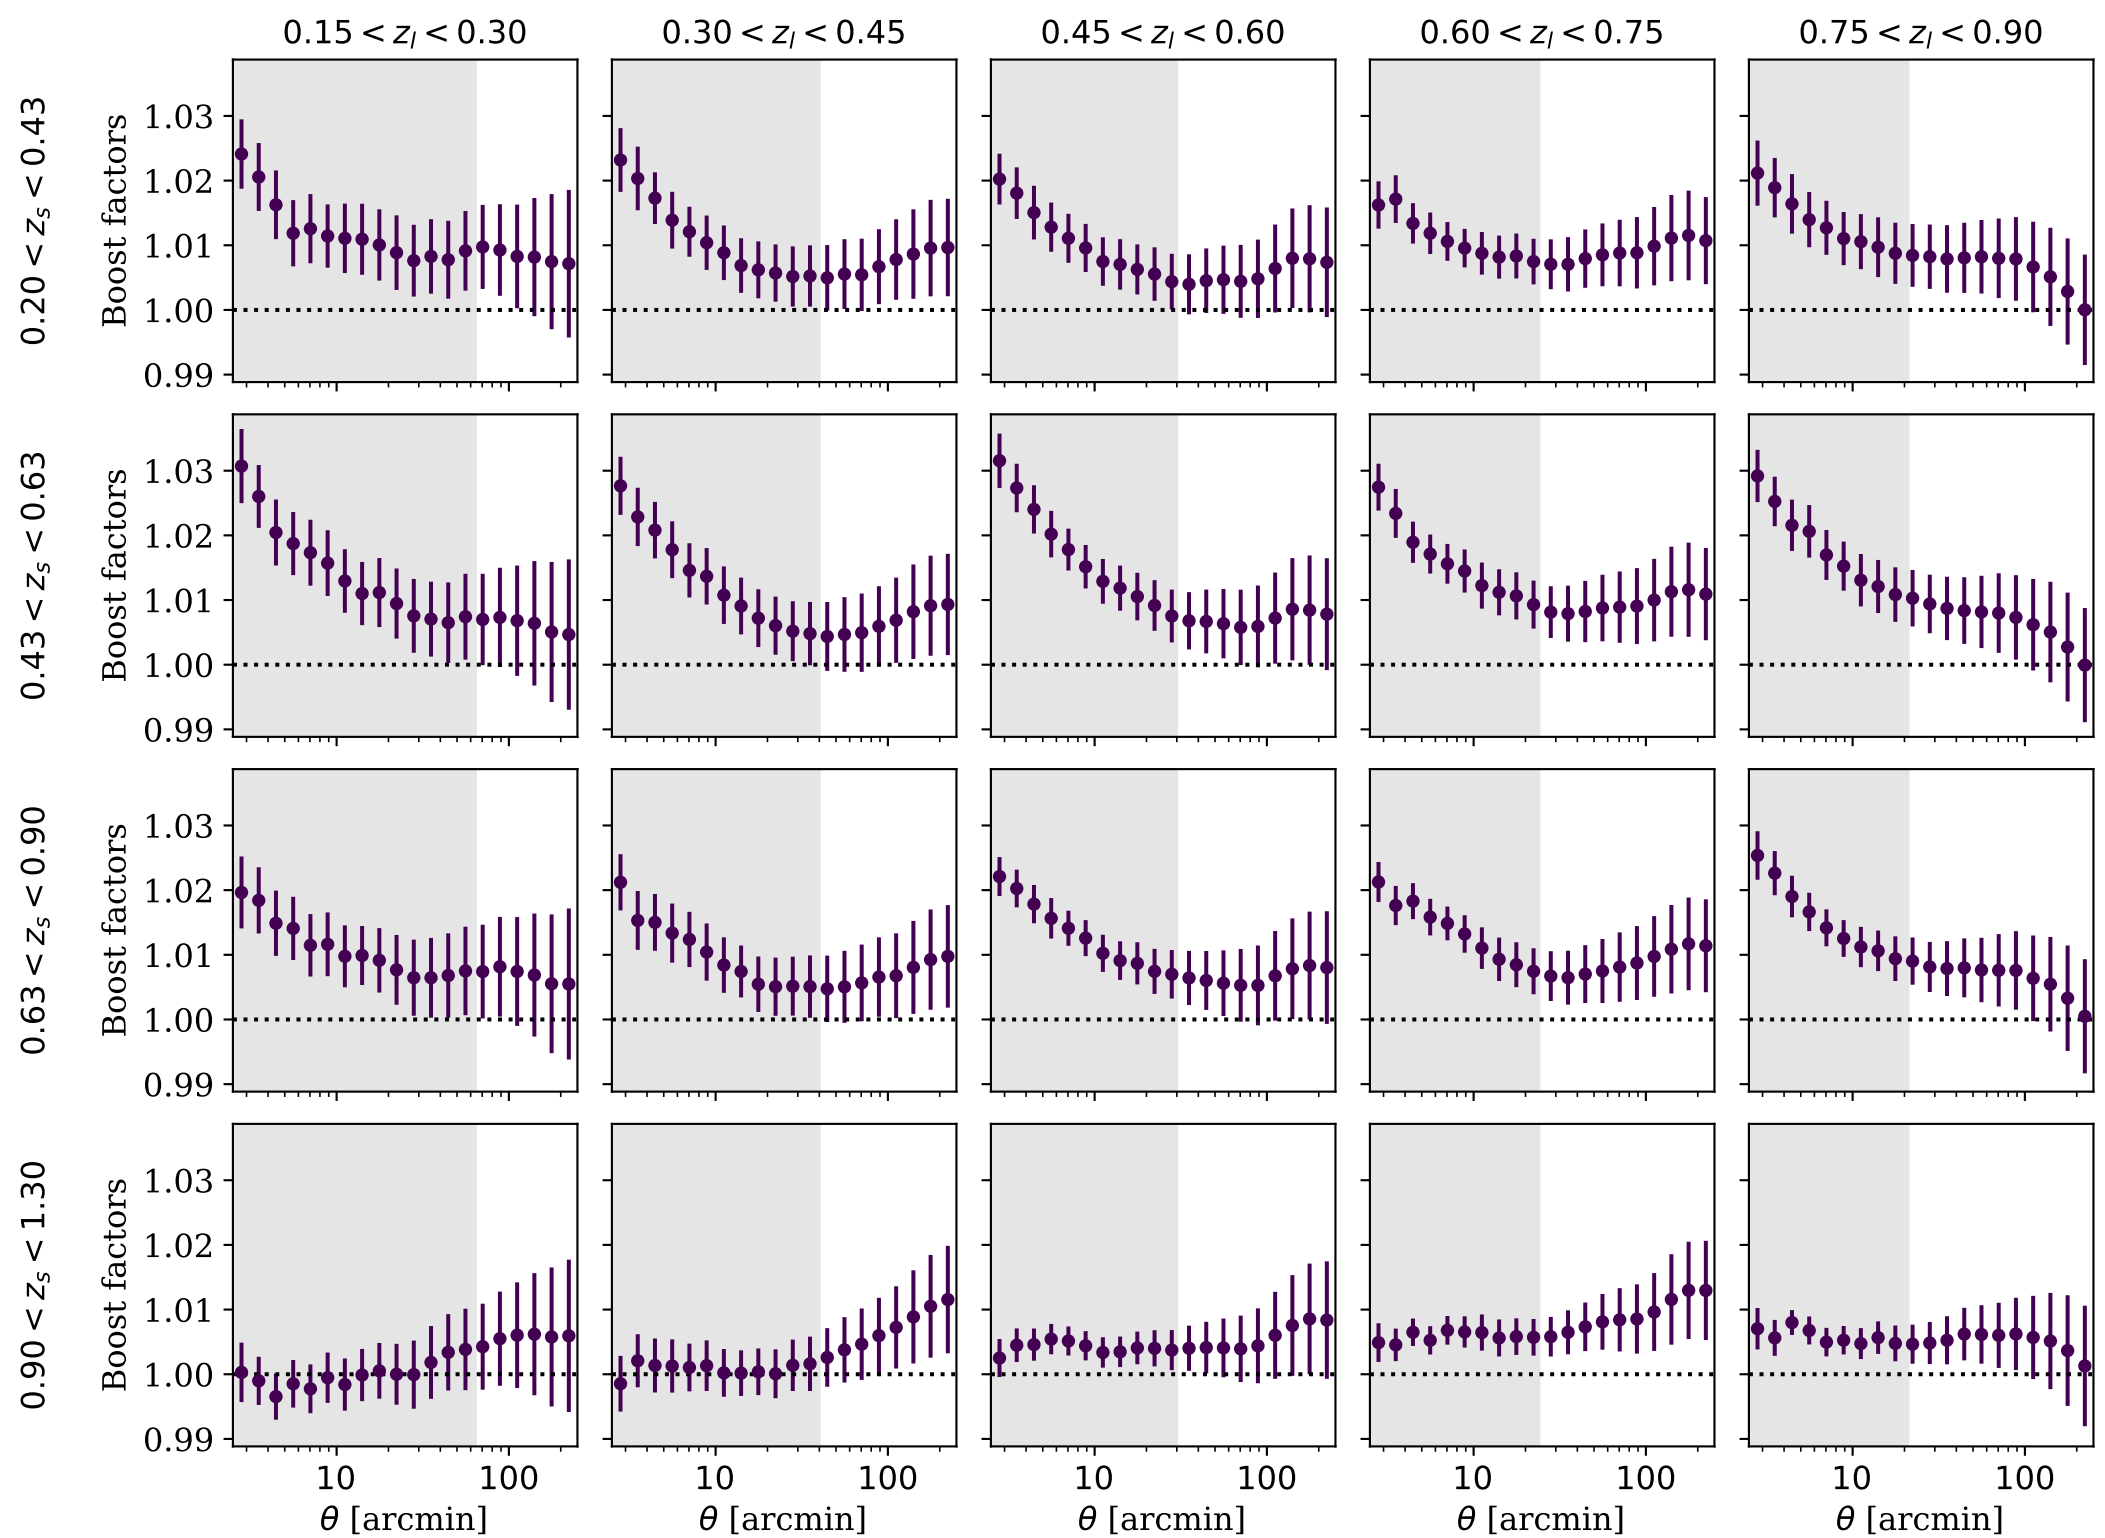 0.15 < z_l < 0.30 0.30 < z_l < 0.45 0.45 < z_l < 0.60 0.60 < z_l < 0.75 0.75 < z_l < 0.90
0.20 < z_s < 0.43
Boost factors
1.03
1.02
1.01
1.00
0.99
0.43 < z_s < 0.63
Boost factors
1.03
1.02
1.01
1.00
0.99
0.63 < z_s < 0.90
Boost factors
1.03
1.02
1.01
1.00
0.99
0.90 < z_s < 1.30
Boost factors
1.03
1.02
1.01
1.00
0.99
10 100 10 100 10 100 10 100 10 100
θ [arcmin] θ [arcmin] θ [arcmin] θ [arcmin] θ [arcmin]